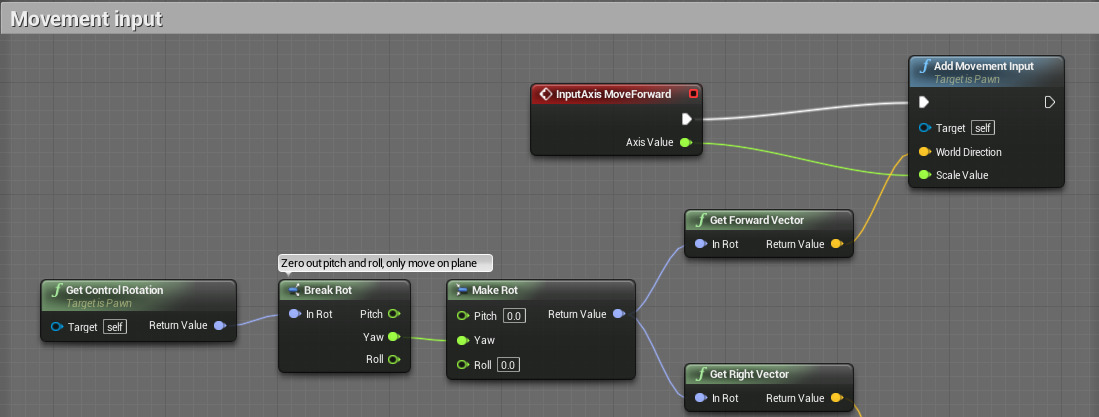 Movement input
Add Movement Input
Target is Pawn
Target self
World Direction
Scale Value
InputAxis MoveForward
Axis Value
Get Forward Vector
In Rot Return Value
Zero out pitch and roll, only move on plane
Get Control Rotation
Target is Pawn
Target self Return Value
Break Rot
In Rot Pitch
Yaw
Roll
Make Rot
Pitch 0.0 Return Value
Yaw
Roll 0.0
Get Right Vector
In Rot Return Value